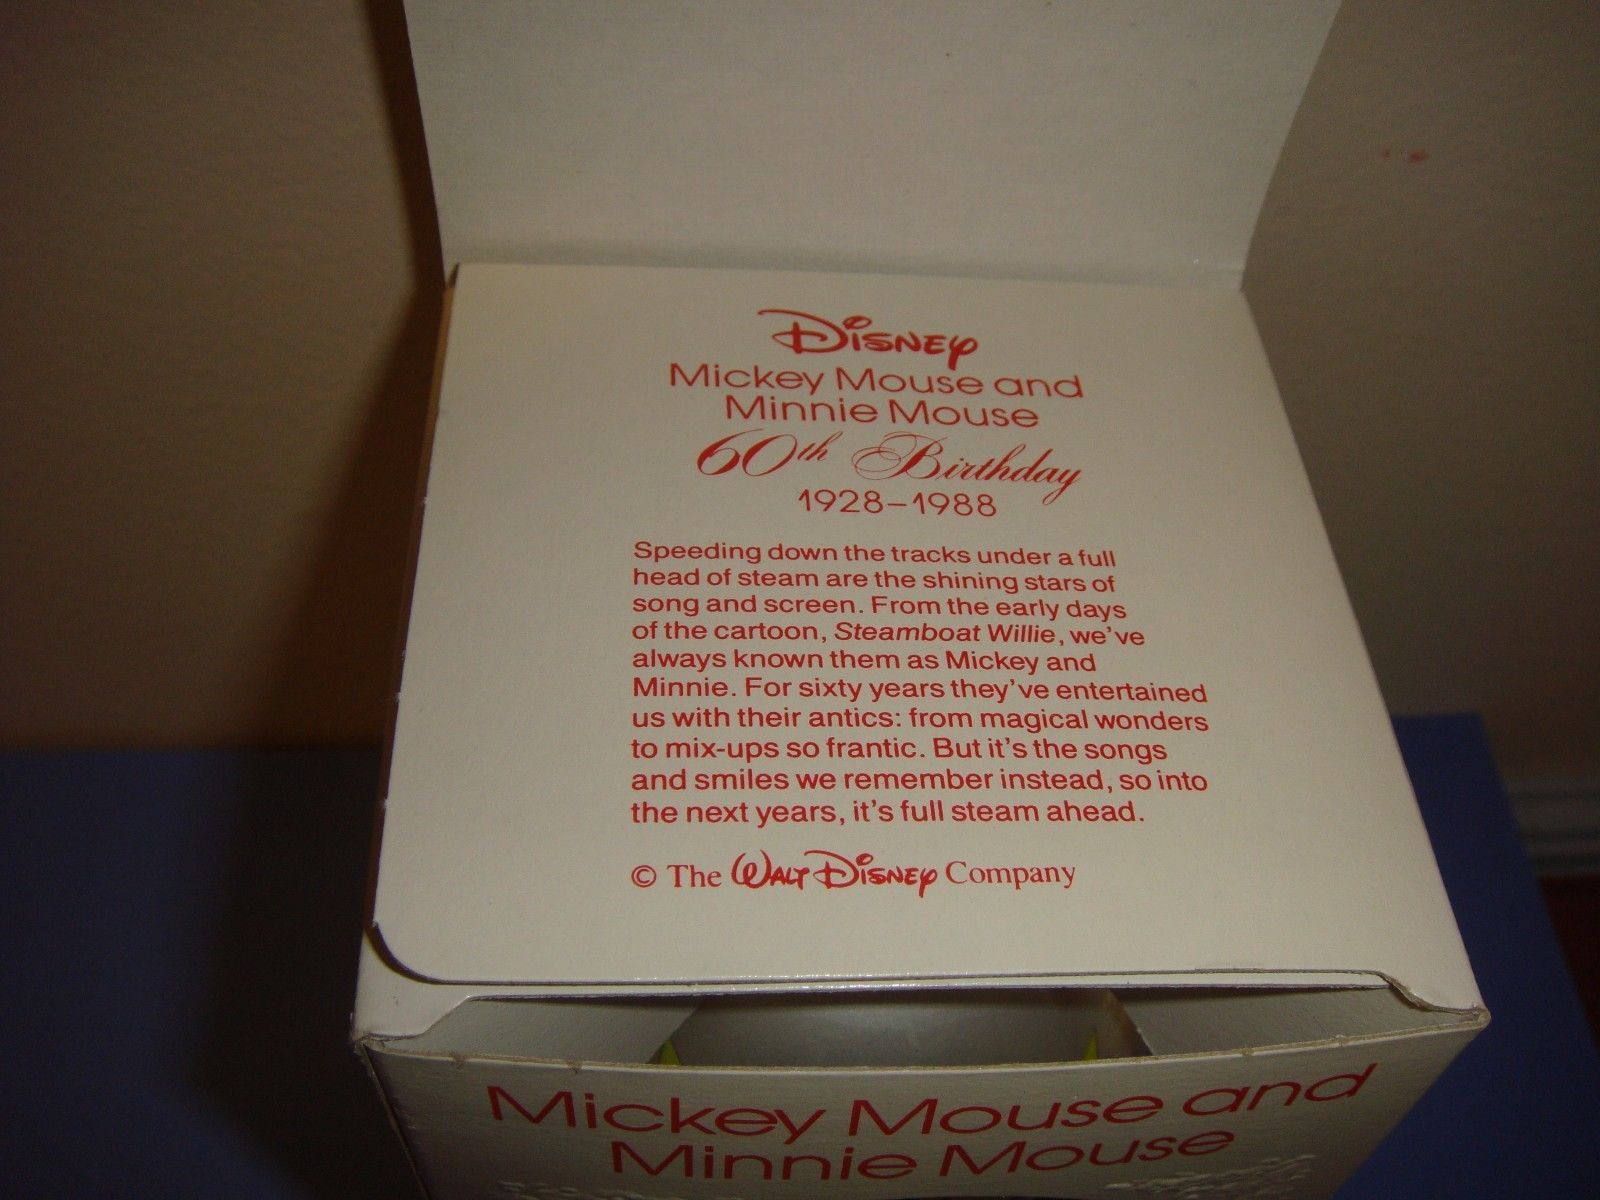 Disney
Mickey Mouse and
Minnie Mouse
60th Birthday
1928-1988
Speeding down the tracks under a full
head of steam are the shining stars of
song and screen. From the early days
of the cartoon, Steamboat Willie, we've
always known them as Mickey and
Minnie. For sixty years they've entertained
us with their antics: from magical wonders
to mix-ups so frantic. But it's the songs
and smiles we remember instead, so into
the next years, it's full steam ahead.
© The Walt Disney Company
Mickey Mouse and
Minnie Mouse